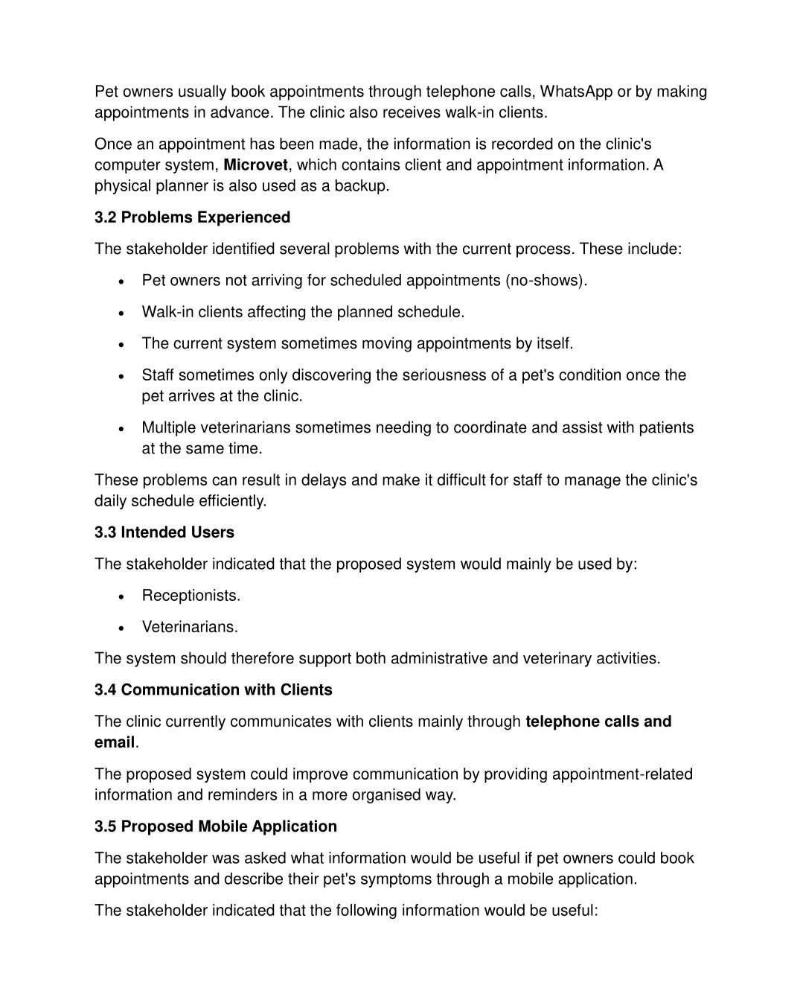 Pet owners usually book appointments through telephone calls, WhatsApp or by making
appointments in advance. The clinic also receives walk-in clients.
Once an appointment has been made, the information is recorded on the clinic's
computer system, Microvet, which contains client and appointment information. A
physical planner is also used as a backup.
3.2 Problems Experienced
The stakeholder identified several problems with the current process. These include:
• Pet owners not arriving for scheduled appointments (no-shows).
• Walk-in clients affecting the planned schedule.
• The current system sometimes moving appointments by itself.
• Staff sometimes only discovering the seriousness of a pet's condition once the
pet arrives at the clinic.
• Multiple veterinarians sometimes needing to coordinate and assist with patients
at the same time.
These problems can result in delays and make it difficult for staff to manage the clinic's
daily schedule efficiently.
3.3 Intended Users
The stakeholder indicated that the proposed system would mainly be used by:
• Receptionists.
• Veterinarians.
The system should therefore support both administrative and veterinary activities.
3.4 Communication with Clients
The clinic currently communicates with clients mainly through telephone calls and
email.
The proposed system could improve communication by providing appointment-related
information and reminders in a more organised way.
3.5 Proposed Mobile Application
The stakeholder was asked what information would be useful if pet owners could book
appointments and describe their pet's symptoms through a mobile application.
The stakeholder indicated that the following information would be useful: